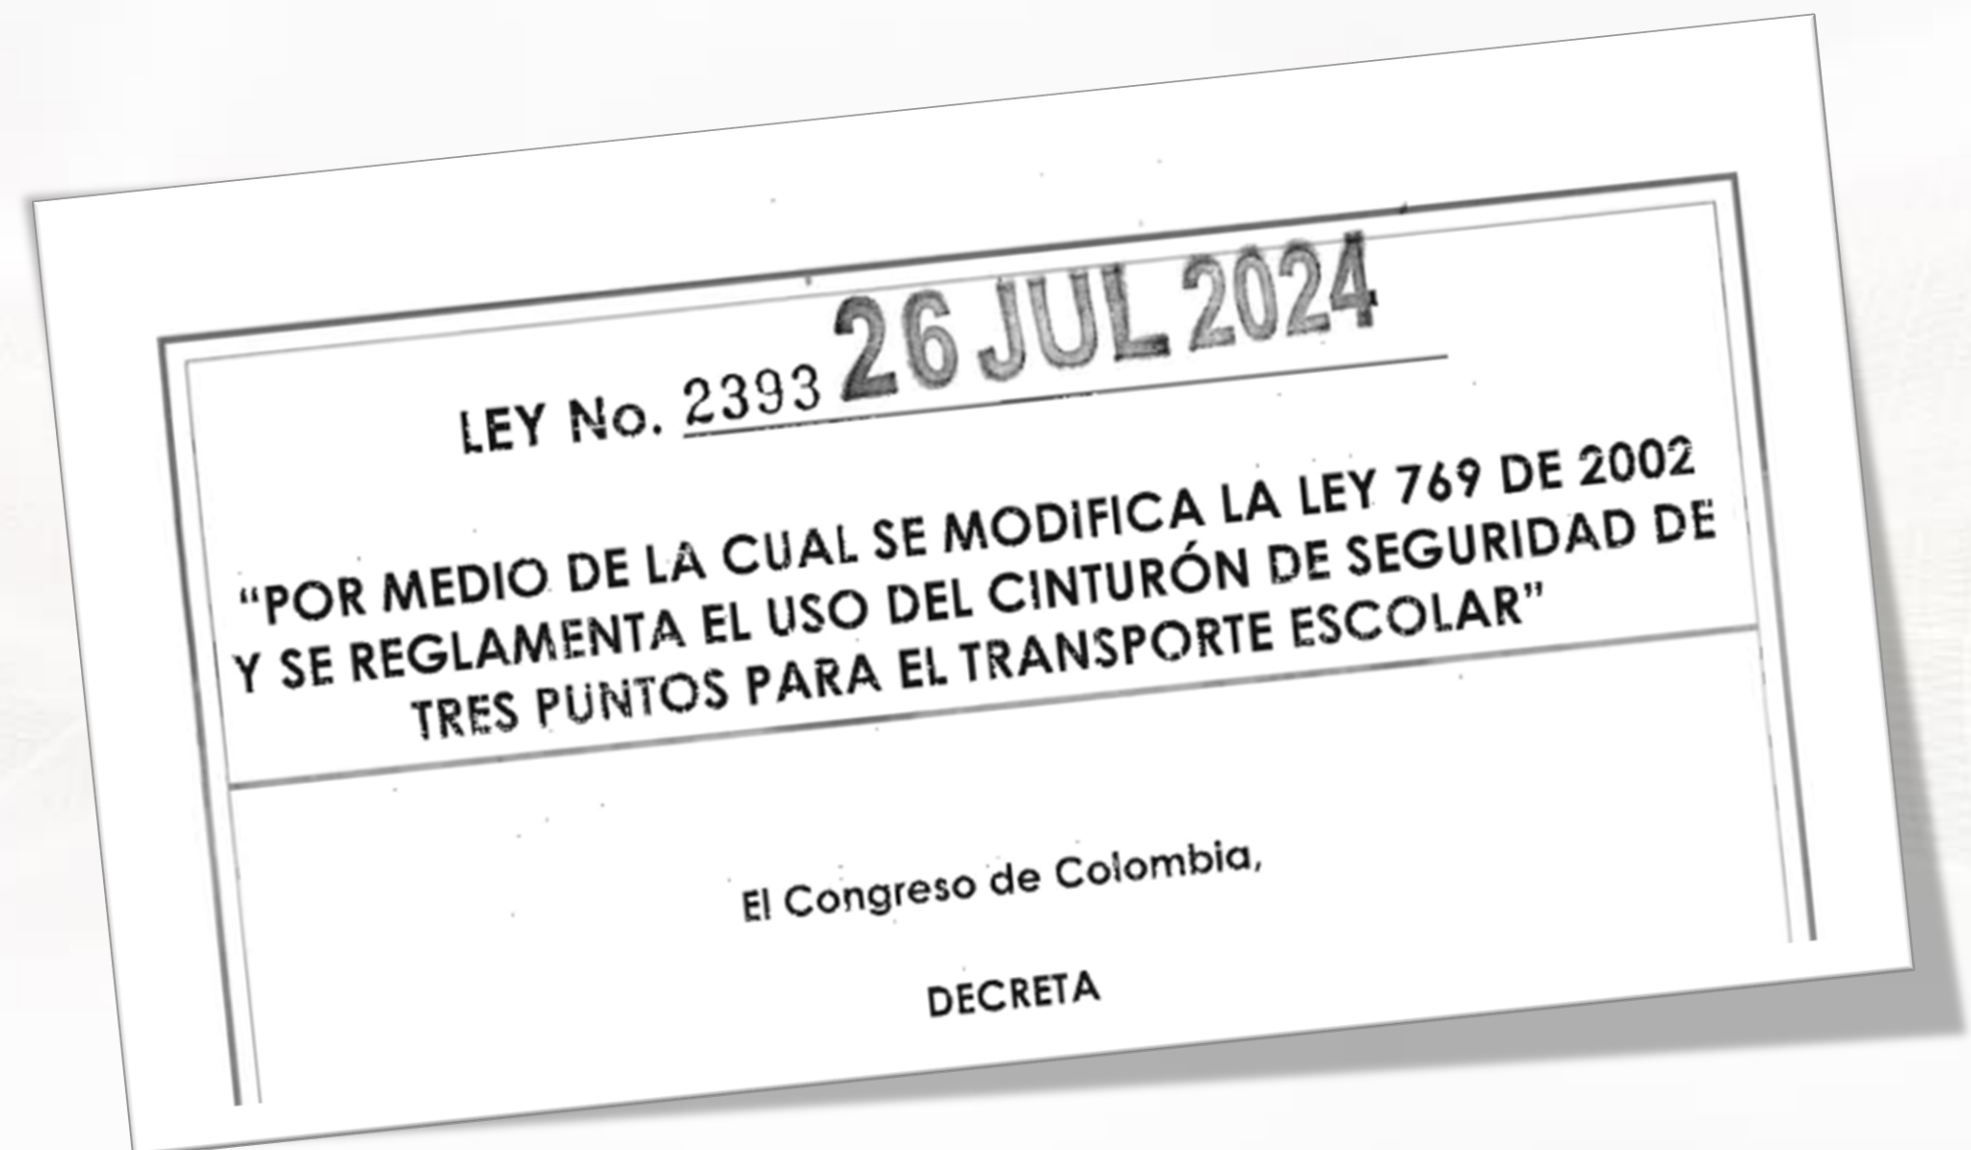 LEY No. 2393 26 JUL 2024
“POR MEDIO DE LA CUAL SE MODIFICA LA LEY 769 DE 2002
Y SE REGLAMENTA EL USO DEL CINTURÓN DE SEGURIDAD DE
TRES PUNTOS PARA EL TRANSPORTE ESCOLAR”
El Congreso de Colombia,
DECRETA